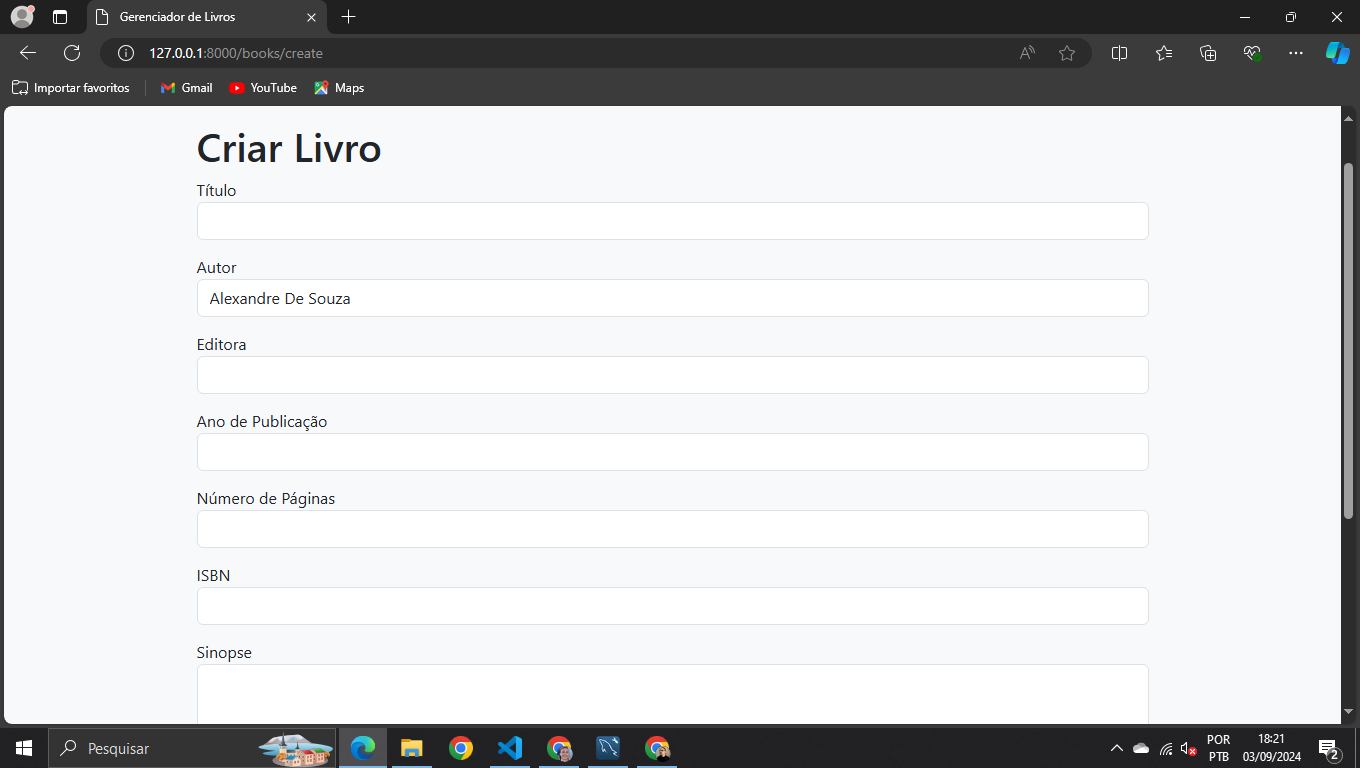 Gerenciador de Livros
127.0.0.1:8000/books/create
Importar favoritos
Gmail
YouTube
Maps
Criar Livro
Título
Autor
Alexandre De Souza
Editora
Ano de Publicação
Número de Páginas
ISBN
Sinopse
Pesquisar
POR
PTB
18:21
03/09/2024
2